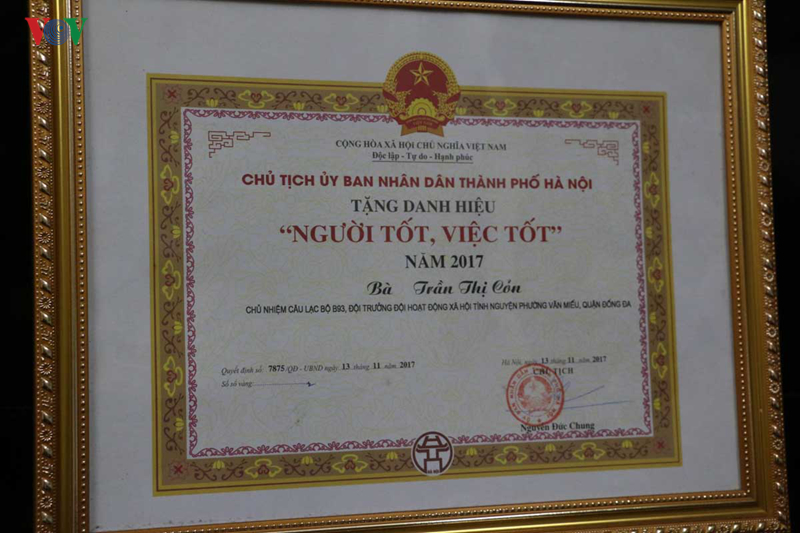 VOV
CỘNG HÒA XÃ HỘI CHỦ NGHĨA VIỆT NAM
Độc lập - Tự do - Hạnh phúc
CHỦ TỊCH ỦY BAN NHÂN DÂN THÀNH PHỐ HÀ NỘI
TẶNG DANH HIỆU
“NGƯỜI TỐT, VIỆC TỐT”
NĂM 2017
Bà Trần Thị Cỏn
CHỦ NHIỆM CÂU LẠC BỘ B93, ĐỘI TRƯỞNG ĐỘI HOẠT ĐỘNG XÃ HỘI TÌNH NGUYỆN PHƯỜNG VĂN MIẾU, QUẬN ĐỐNG ĐA
Quyết định số: 7875/QĐ - UBND ngày 13 tháng 11 năm 2017
Số sổ vàng:
Hà Nội, ngày 13 tháng 11 năm 2017
CHỦ TỊCH
Nguyễn Đức Chung